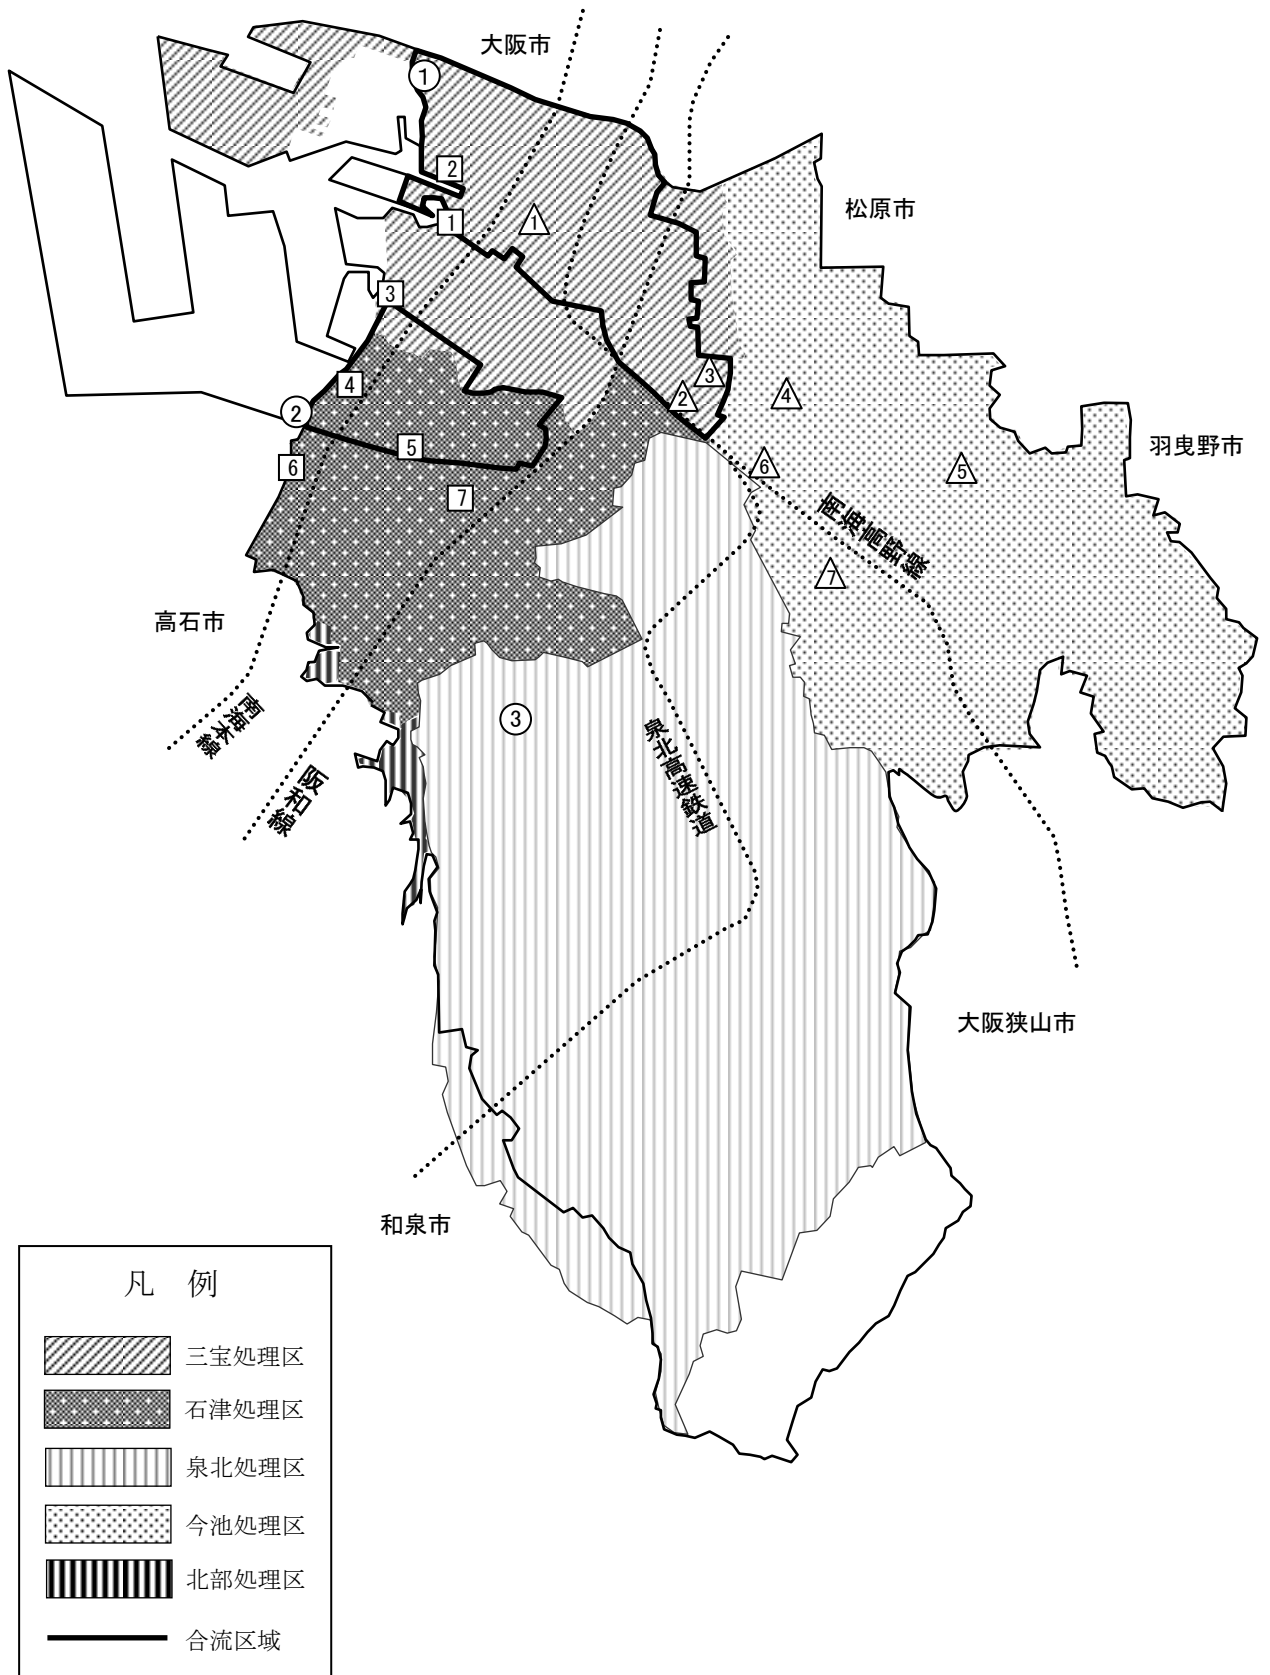 大阪市
①
2
1
1
松原市
3
3
4
2
4
②
5
6
6
5
羽曳野市
7
南海高野線
7
高石市
南海本線
③
泉北高速鉄道
阪和線
大阪狭山市
和泉市
凡 例
三宝処理区
石津処理区
泉北処理区
今池処理区
北部処理区
合流区域